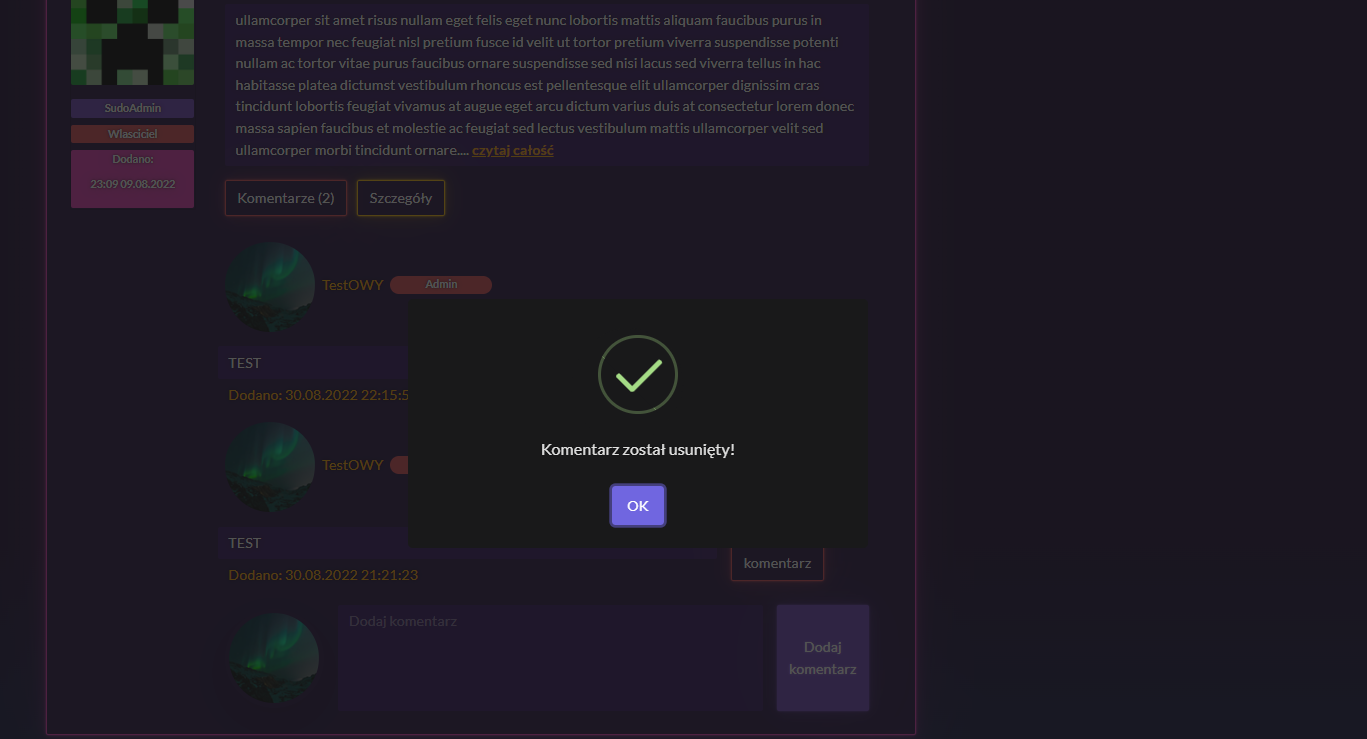 ullamcorper sit amet risus nullam eget felis eget nunc lobortis mattis aliquam faucibus purus in
massa tempor nec feugiat nisl pretium fusce id velit ut tortor pretium viverra suspendisse potenti
nullam ac tortor vitae purus faucibus ornare suspendisse sed nisi lacus sed viverra tellus in hac
habitasse platea dictumst vestibulum rhoncus est pellentesque elit ullamcorper dignissim cras
tincidunt lobortis feugiat vivamus at augue eget arcu dictum varius duis at consectetur lorem donec
massa sapien faucibus et molestie ac feugiat sed lectus vestibulum mattis ullamcorper velit sed
ullamcorper morbi tincidunt ornare.... czytaj całość
SudoAdmin
Wlasciciel
Dodano:
23:09 09.08.2022
Komentarze (2)
Szczegóły
TestOWY
Admin
TEST
Dodano: 30.08.2022 22:15:5
TestOWY
Komentarz został usunięty!
OK
TEST
komentarz
Dodano: 30.08.2022 21:21:23
Dodaj komentarz
Dodaj
komentarz